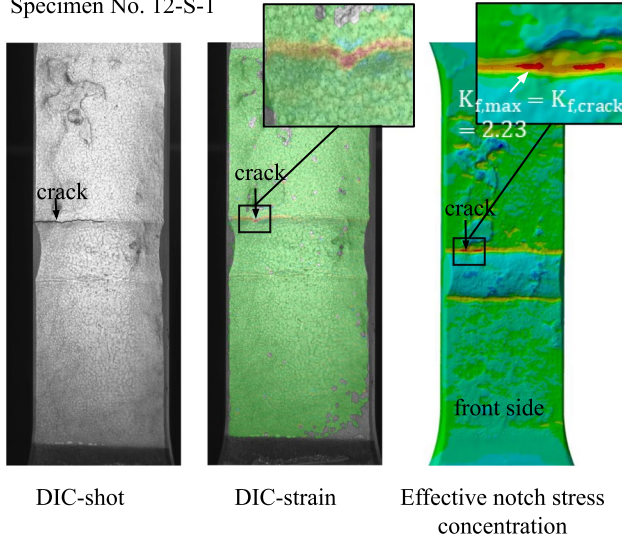 Specimen No. T2-S-1
K_f,max = K_f,crack
= 2.23
crack
crack
crack
front side
DIC-shot
DIC-strain
Effective notch stress
concentration